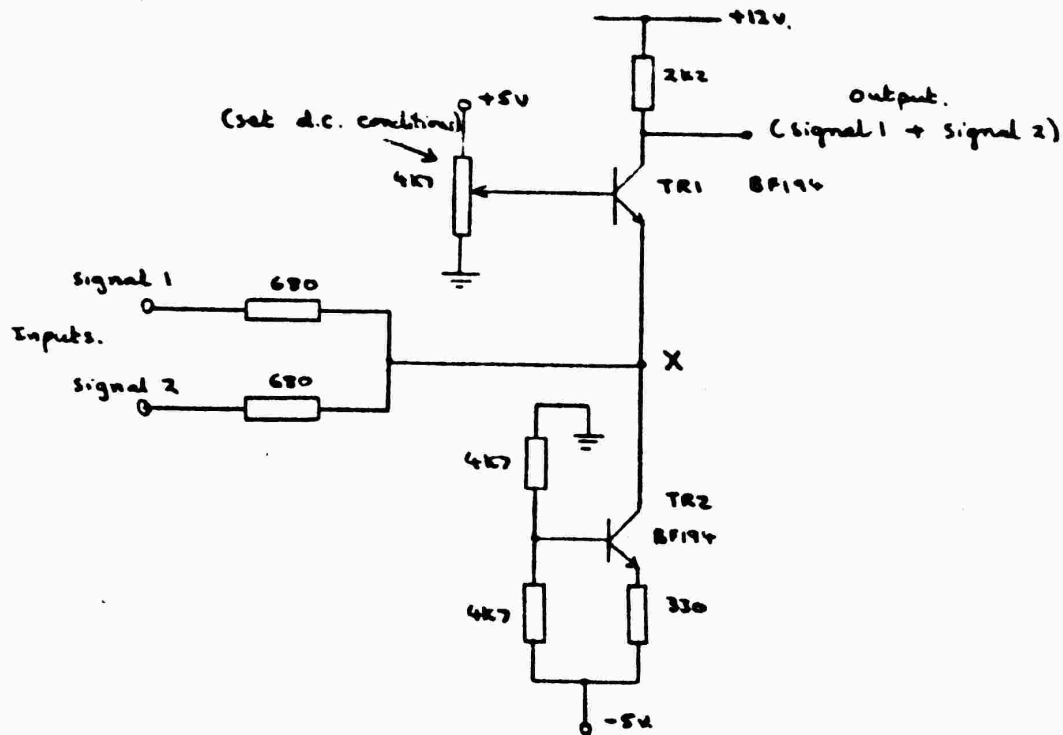 +12v.
2k2
Output.
(signal 1 + signal 2)
+5v
(set d.c. conditions)
4k7
TR1 BF194
signal 1
680
Inputs.
X
signal 2
680
4k7
TR2
BF194
4k7
330
-5v